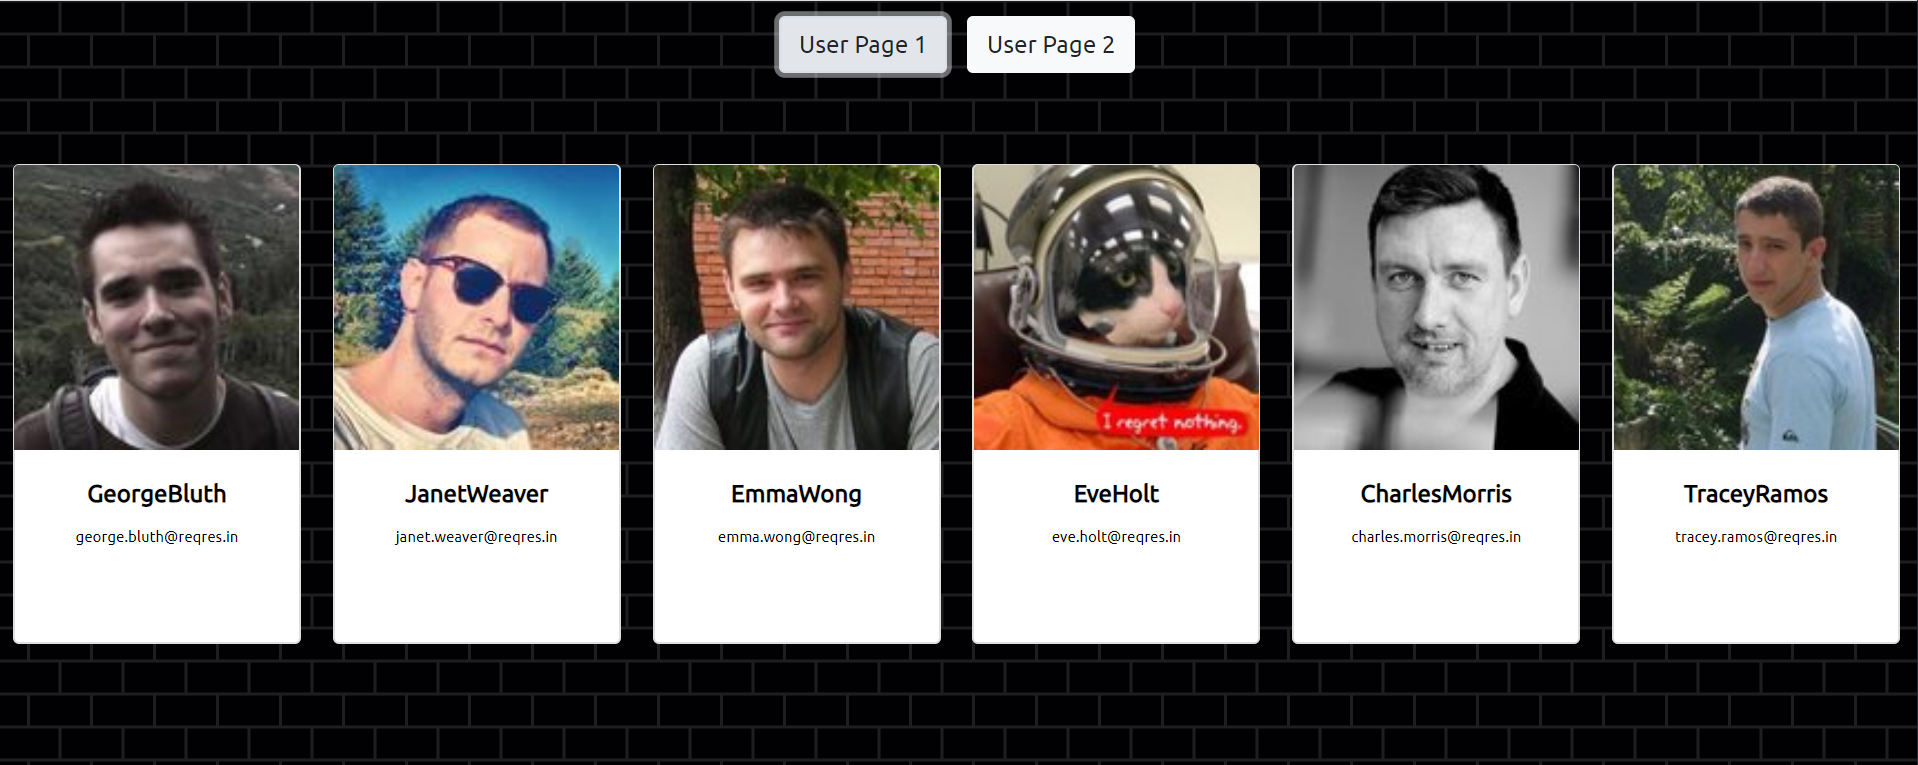 User Page 1
User Page 2
I regret nothing.
GeorgeBluth
george.bluth@reqres.in
JanetWeaver
janet.weaver@reqres.in
EmmaWong
emma.wong@reqres.in
EveHolt
eve.holt@reqres.in
CharlesMorris
charles.morris@reqres.in
TraceyRamos
tracey.ramos@reqres.in